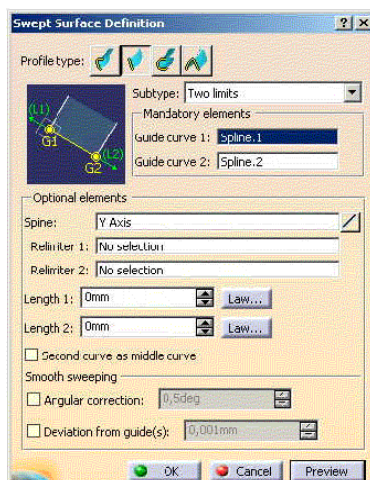 Swept Surface Definition
Profile type:
Subtype: Two limits
Mandatory elements
(L1)
G1
G2
(L2)
Guide curve 1: Spline.1
Guide curve 2: Spline.2
Optional elements
Spine: Y Axis
Relimiter 1: No selection
Relimiter 2: No selection
Length 1: 0mm Law...
Length 2: 0mm Law...
Second curve as middle curve
Smooth sweeping
Angular correction: 0,5deg
Deviation from guide(s): 0,001mm
OK Cancel Preview